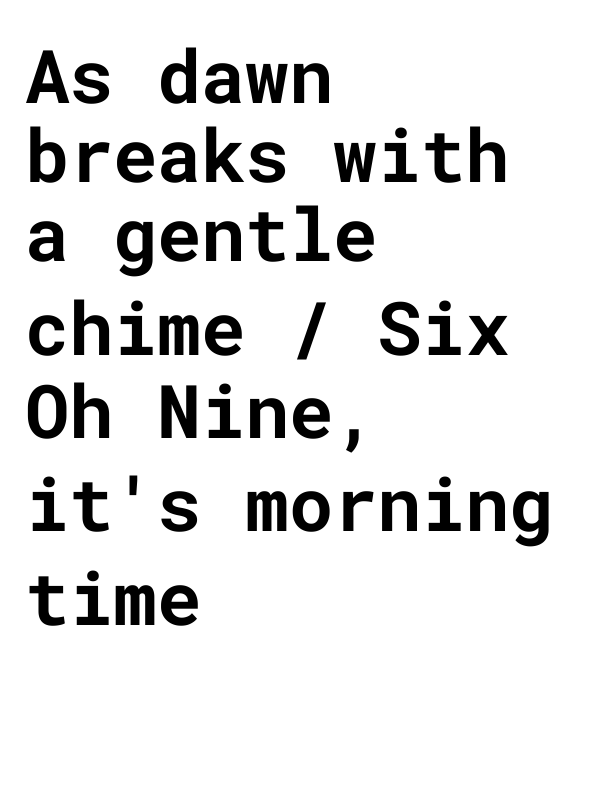 As dawn
breaks with
a gentle
chime / Six
Oh Nine,
it's morning
time